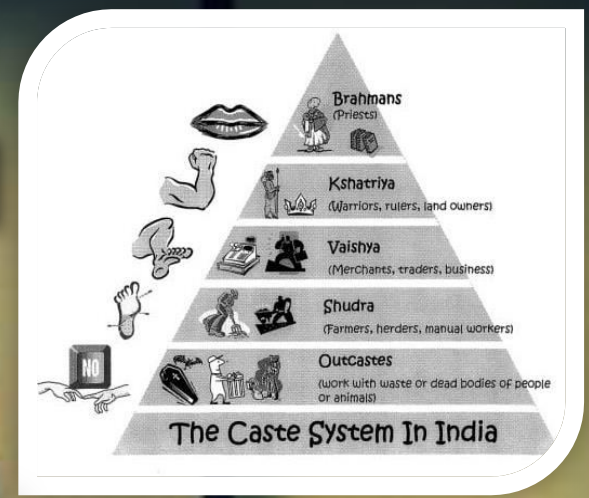 Brahmans
(Priests)
Kshatriya
(Warriors, rulers, land owners)
Vaishya
(Merchants, traders, business)
Shudra
(Farmers, herders, manual workers)
NO
Outcastes
(work with waste or dead bodies of people
or animals)
The Caste System In India